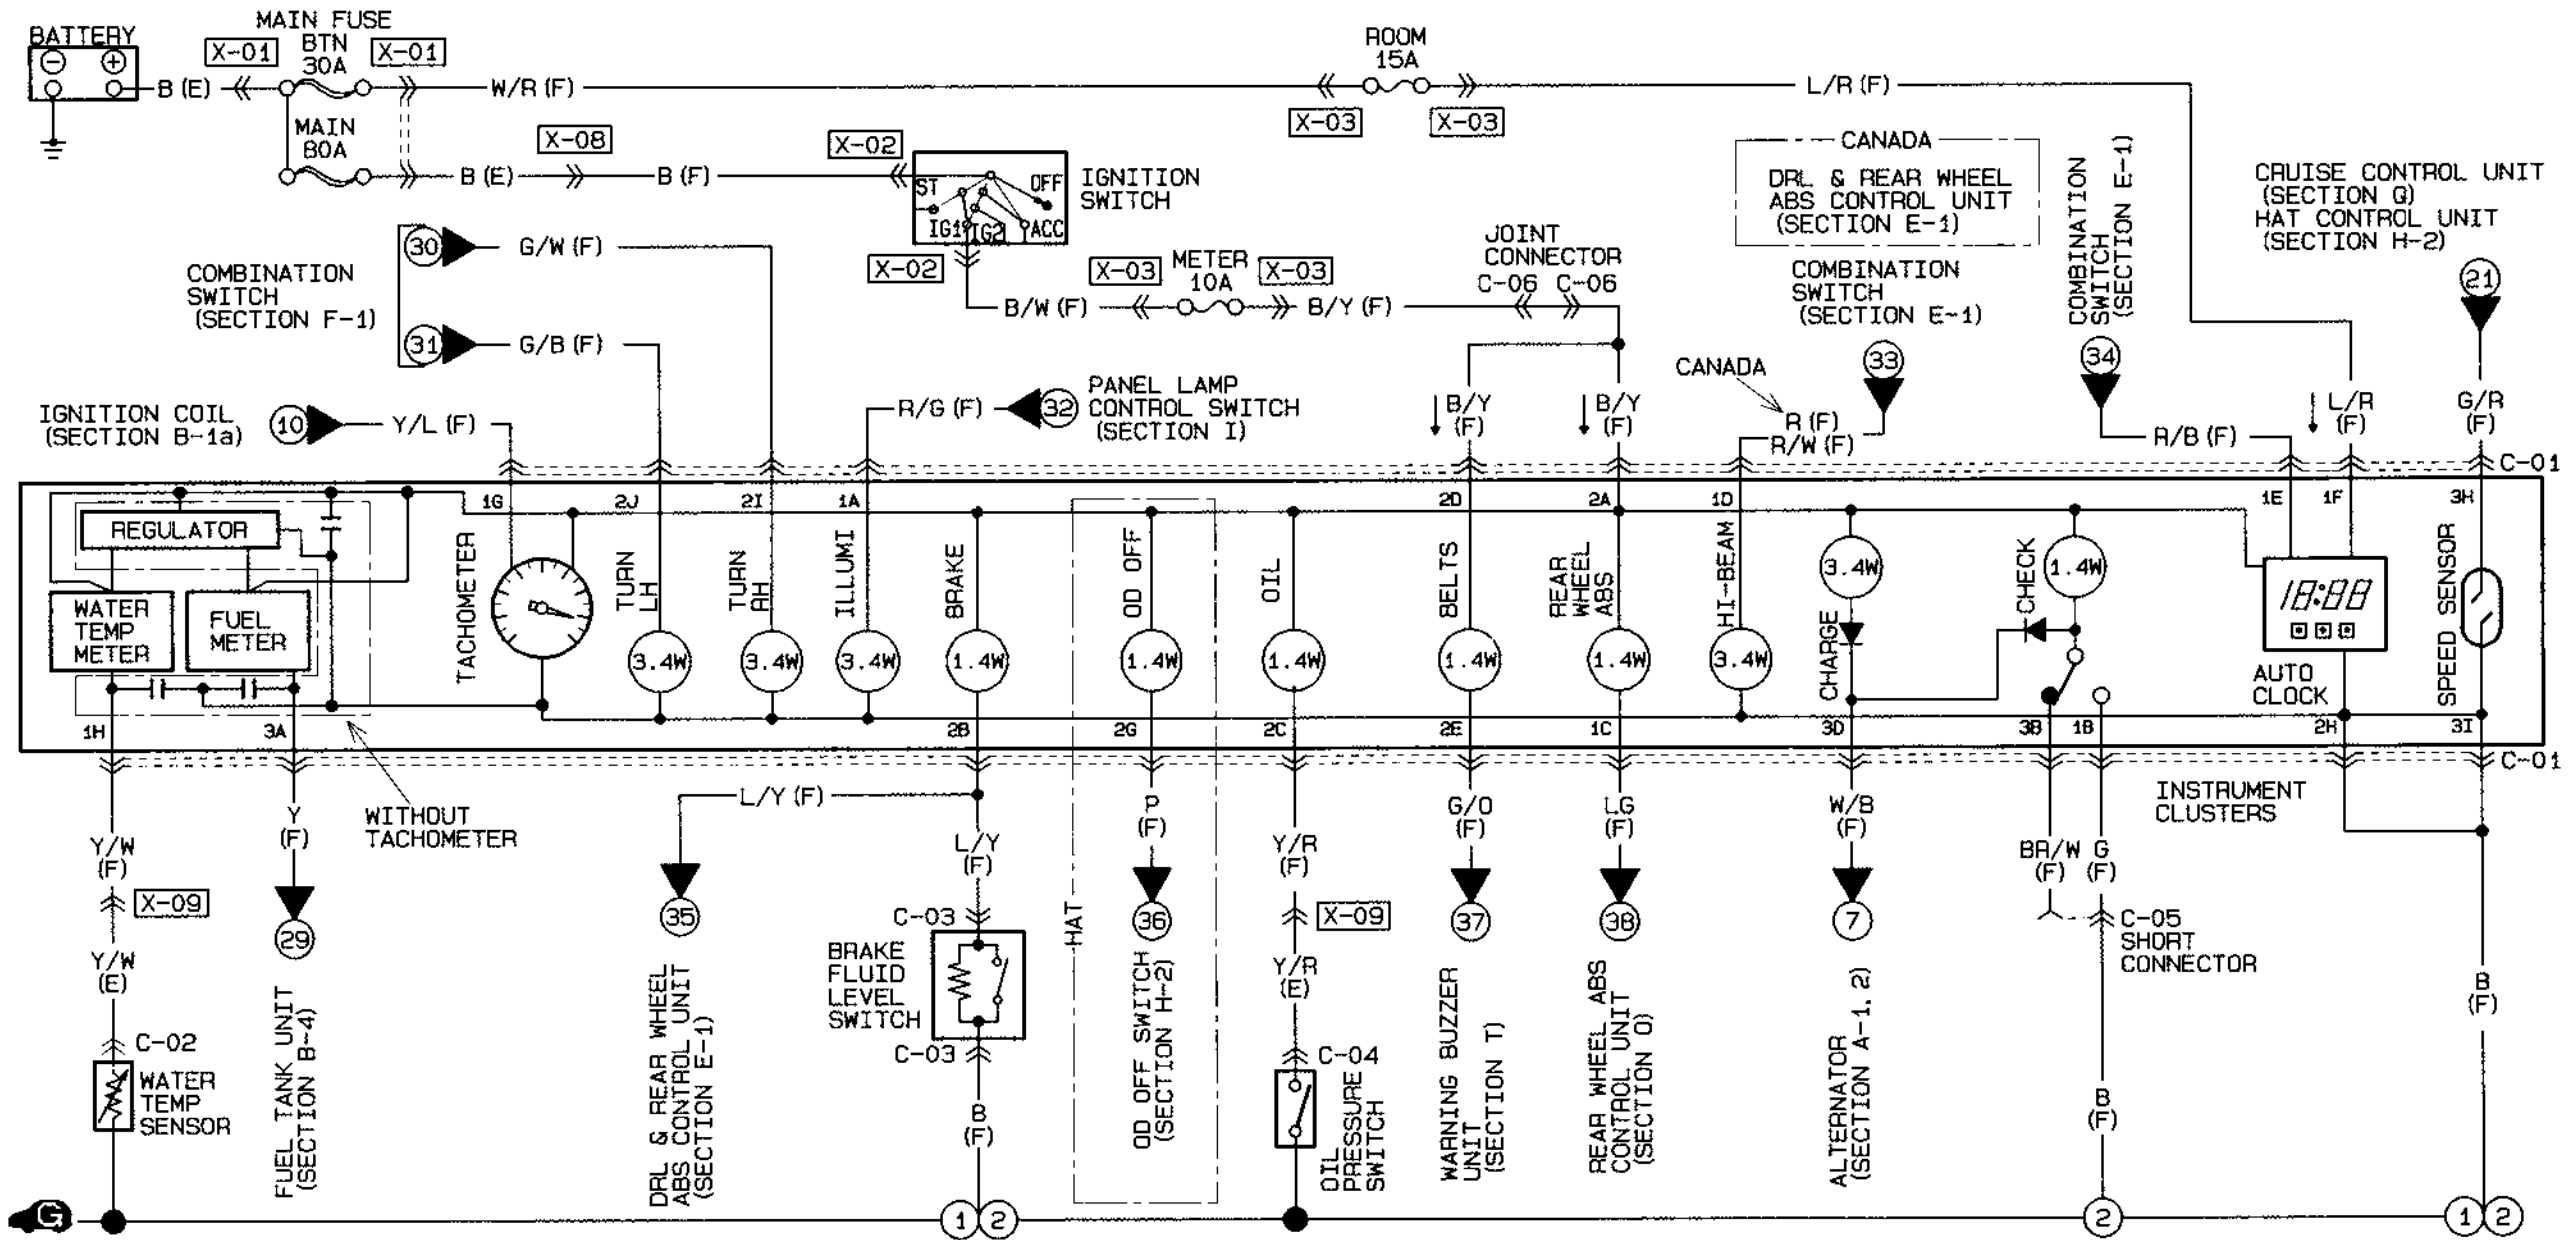 BATTERY
X-01
MAIN FUSE
BTN
30A
X-01
B (E)
W/R (F)
ROOM
15A
X-03
X-03
L/R (F)
MAIN
80A
B (E)
X-08
B (F)
X-02
ST
OFF
IG1
IG2
ACC
IGNITION
SWITCH
X-02
B/W (F)
X-03
METER
10A
X-03
B/Y (F)
JOINT
CONNECTOR
C-06
C-06
CANADA
DRL & REAR WHEEL
ABS CONTROL UNIT
(SECTION E-1)
COMBINATION
SWITCH
(SECTION E-1)
33
CANADA
R (F)
R/W (F)
COMBINATION
SWITCH
(SECTION E-1)
34
R/B (F)
L/R
(F)
CRUISE CONTROL UNIT
(SECTION Q)
HAT CONTROL UNIT
(SECTION H-2)
21
G/R
(F)
COMBINATION
SWITCH
(SECTION F-1)
30
G/W (F)
31
G/B (F)
IGNITION COIL
(SECTION B-1a)
10
Y/L (F)
R/G (F)
32
PANEL LAMP
CONTROL SWITCH
(SECTION I)
B/Y
(F)
B/Y
(F)
C-01
1G
2J
2I
1A
2D
2A
1D
1E
1F
3H
REGULATOR
WATER
TEMP
METER
FUEL
METER
TACHOMETER
TURN
LH
3.4W
TURN
RH
3.4W
ILLUMI
3.4W
BRAKE
1.4W
OD OFF
1.4W
OIL
1.4W
BELTS
1.4W
REAR
WHEEL
ABS
1.4W
HI-BEAM
3.4W
3.4W
CHARGE
CHECK
1.4W
18:88
AUTO
CLOCK
SPEED SENSOR
1H
3A
2B
2G
2C
2E
1C
3D
3B
1B
2H
3I
C-01
INSTRUMENT
CLUSTERS
WITHOUT
TACHOMETER
Y/W
(F)
X-09
Y/W
(E)
C-02
WATER
TEMP
SENSOR
Y
(F)
29
FUEL TANK UNIT
(SECTION B-4)
L/Y (F)
35
DRL & REAR WHEEL
ABS CONTROL UNIT
(SECTION E-1)
L/Y
(F)
C-03
BRAKE
FLUID
LEVEL
SWITCH
C-03
B
(F)
HAT
P
(F)
36
OD OFF SWITCH
(SECTION H-2)
Y/R
(F)
X-09
Y/R
(E)
C-04
OIL
PRESSURE
SWITCH
G/O
(F)
37
WARNING BUZZER
UNIT
(SECTION T)
LG
(F)
38
REAR WHEEL ABS
CONTROL UNIT
(SECTION O)
W/B
(F)
7
ALTERNATOR
(SECTION A-1, 2)
BR/W
(F)
G
(F)
C-05
SHORT
CONNECTOR
B
(F)
B
(F)
G
1
2
2
1
2